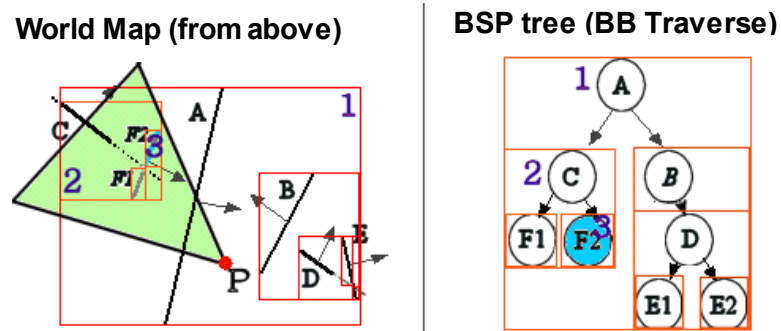 World Map (from above)
BSP tree (BB Traverse)
A
1
C
F2
3
2
F1
B
E
D
P
1
A
2
C
B
F1
F2
3
D
E1
E2